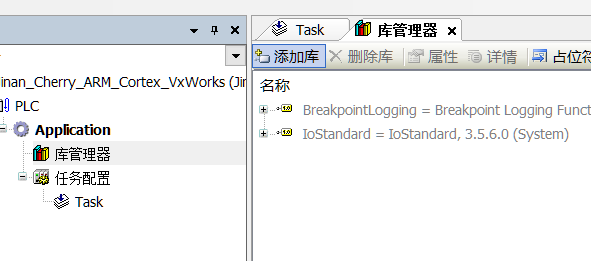 Task
库管理器
添加库
删除库
属性
详情
占位符
inan_Cherry_ARM_Cortex_VxWorks (Jir
PLC
Application
库管理器
任务配置
Task
名称
BreakpointLogging = Breakpoint Logging Funct
IoStandard = IoStandard, 3.5.6.0 (System)